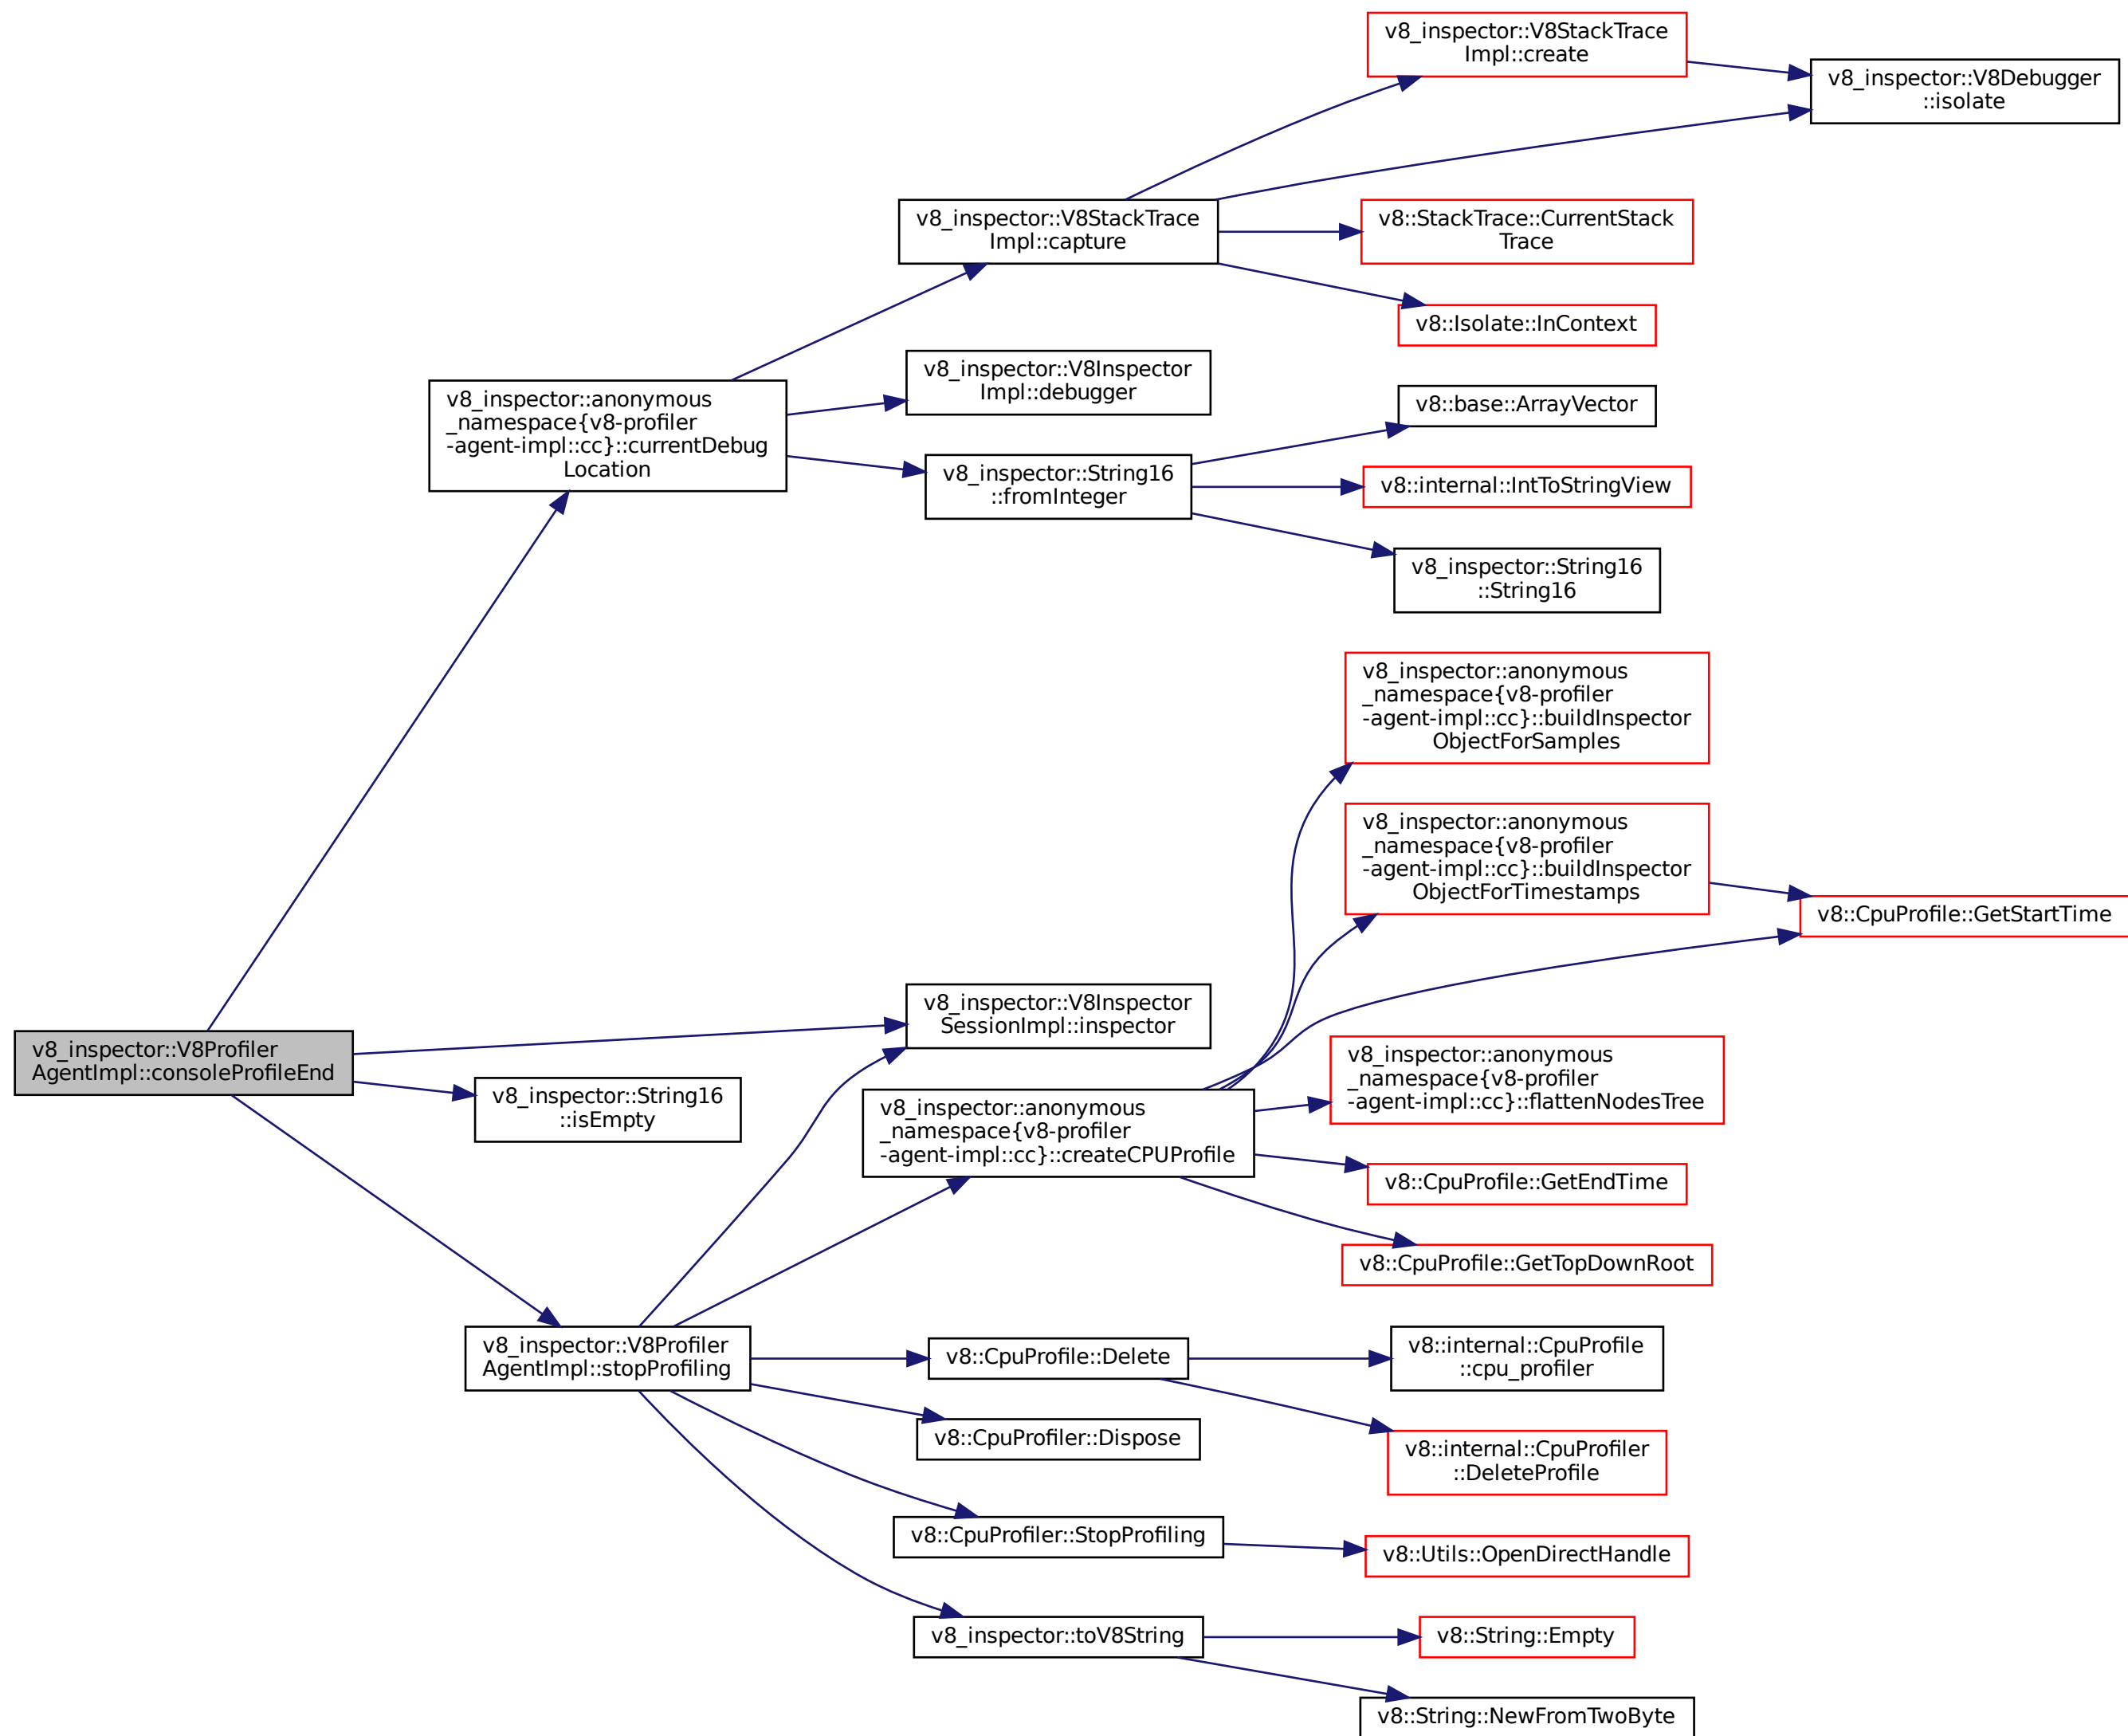 v8_inspector::V8StackTrace
Impl::create
v8_inspector::V8Debugger
::isolate
v8_inspector::V8StackTrace
Impl::capture
v8::StackTrace::CurrentStack
Trace
v8::Isolate::InContext
v8_inspector::V8Inspector
Impl::debugger
v8_inspector::anonymous
_namespace{v8-profiler
-agent-impl::cc}::currentDebug
Location
v8::base::ArrayVector
v8_inspector::String16
::fromInteger
v8::internal::IntToStringView
v8_inspector::String16
::String16
v8_inspector::anonymous
_namespace{v8-profiler
-agent-impl::cc}::buildInspector
ObjectForSamples
v8_inspector::anonymous
_namespace{v8-profiler
-agent-impl::cc}::buildInspector
ObjectForTimestamps
v8::CpuProfile::GetStartTime
v8_inspector::V8Inspector
SessionImpl::inspector
v8_inspector::V8Profiler
AgentImpl::consoleProfileEnd
v8_inspector::String16
::isEmpty
v8_inspector::anonymous
_namespace{v8-profiler
-agent-impl::cc}::flattenNodesTree
v8_inspector::anonymous
_namespace{v8-profiler
-agent-impl::cc}::createCPUProfile
v8::CpuProfile::GetEndTime
v8::CpuProfile::GetTopDownRoot
v8_inspector::V8Profiler
AgentImpl::stopProfiling
v8::CpuProfile::Delete
v8::internal::CpuProfile
::cpu_profiler
v8::CpuProfiler::Dispose
v8::internal::CpuProfiler
::DeleteProfile
v8::CpuProfiler::StopProfiling
v8::Utils::OpenDirectHandle
v8_inspector::toV8String
v8::String::Empty
v8::String::NewFromTwoByte